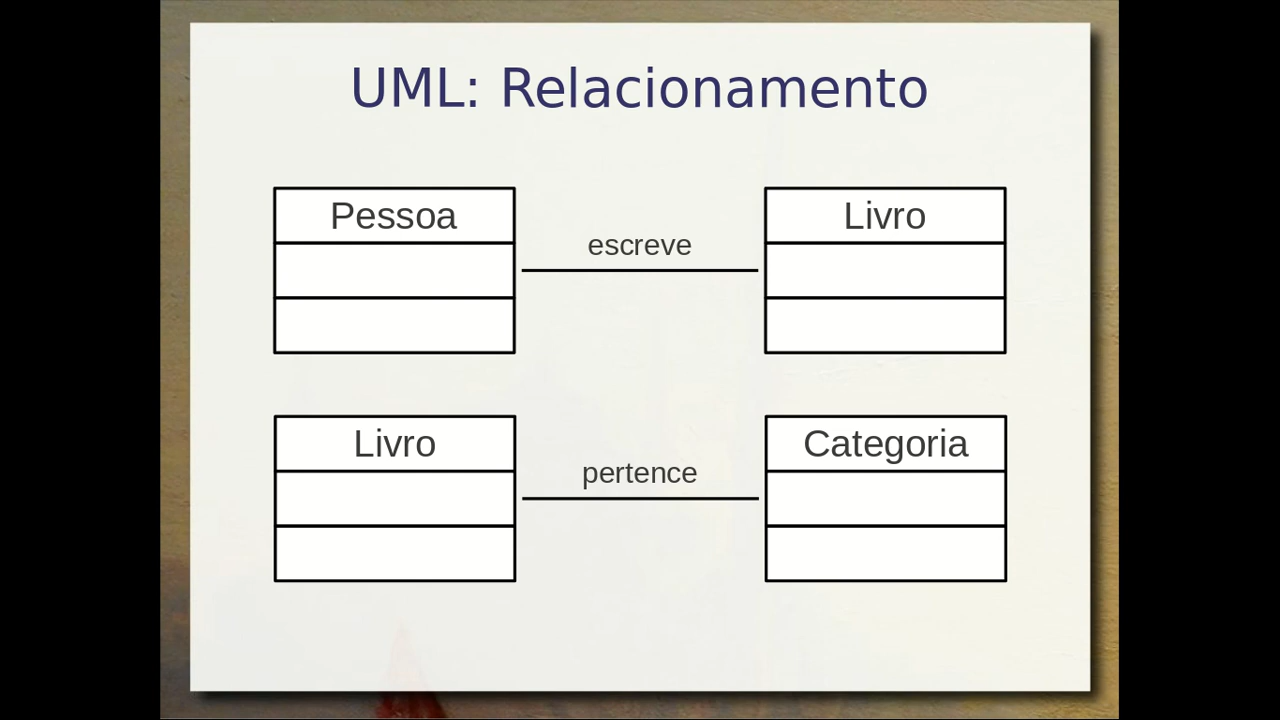 UML: Relacionamento
Pessoa
escreve
Livro
Livro
pertence
Categoria